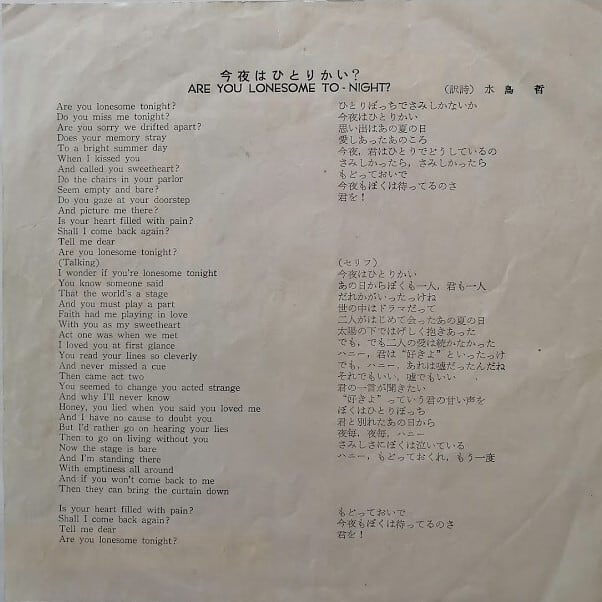 今夜はひとりかい？
ARE YOU LONESOME TO-NIGHT?
（訳詩）水島 哲
Are you lonesome tonight?
Do you miss me tonight?
Are you sorry we drifted apart?
Does your memory stray
To a bright summer day
When I kissed you
And called you sweetheart?
Do the chairs in your parlor
Seem empty and bare?
Do you gaze at your doorstep
And picture me there?
Is your heart filled with pain?
Shall I come back again?
Tell me dear
Are you lonesome tonight?
(Talking)
I wonder if you're lonesome tonight
You know someone said
That the world's a stage
And you must play a part
Faith had me playing in love
With you as my sweetheart
Act one was when we met
I loved you at first glance
You read your lines so cleverly
And never missed a cue
Then came act two
You seemed to change you acted strange
And why I'll never know
Honey, you lied when you said you loved me
And I have no cause to doubt you
But I'd rather go on hearing your lies
Then to go on living without you
Now the stage is bare
And I'm standing there
With emptiness all around
And if you won't come back to me
Then they can bring the curtain down
Is your heart filled with pain?
Shall I come back again?
Tell me dear
Are you lonesome tonight?
ひとりぼっちでさみしかないか
今夜はひとりかい
思い出はあの夏の日
愛しあったあのころ
今夜，君はひとりでどうしているの
さみしかったら，さみしかったら
もどっておいで
今夜もぼくは待ってるのさ
君を！
（セリフ）
今夜はひとりかい
あの日からぼくも一人，君も一人
だれかがいったっけね
世の中はドラマだって
二人がはじめて会ったあの夏の日
太陽の下ではげしく抱きあった
でも，でも二人の愛は続かなかった
ハニー，君は“好きよ”といったっけ
でも，ハニー，あれは嘘だったんだね
それでもいい，嘘でもいい
君の一言が聞きたい
“好きよ”っていう君の甘い声を
ぼくはひとりぼっち
君と別れたあの日から
夜毎，夜毎，ハニー
さみしさにぼくは泣いている
ハニー，もどっておくれ，もう一度
もどっておいで
今夜もぼくは待ってるのさ
君を！